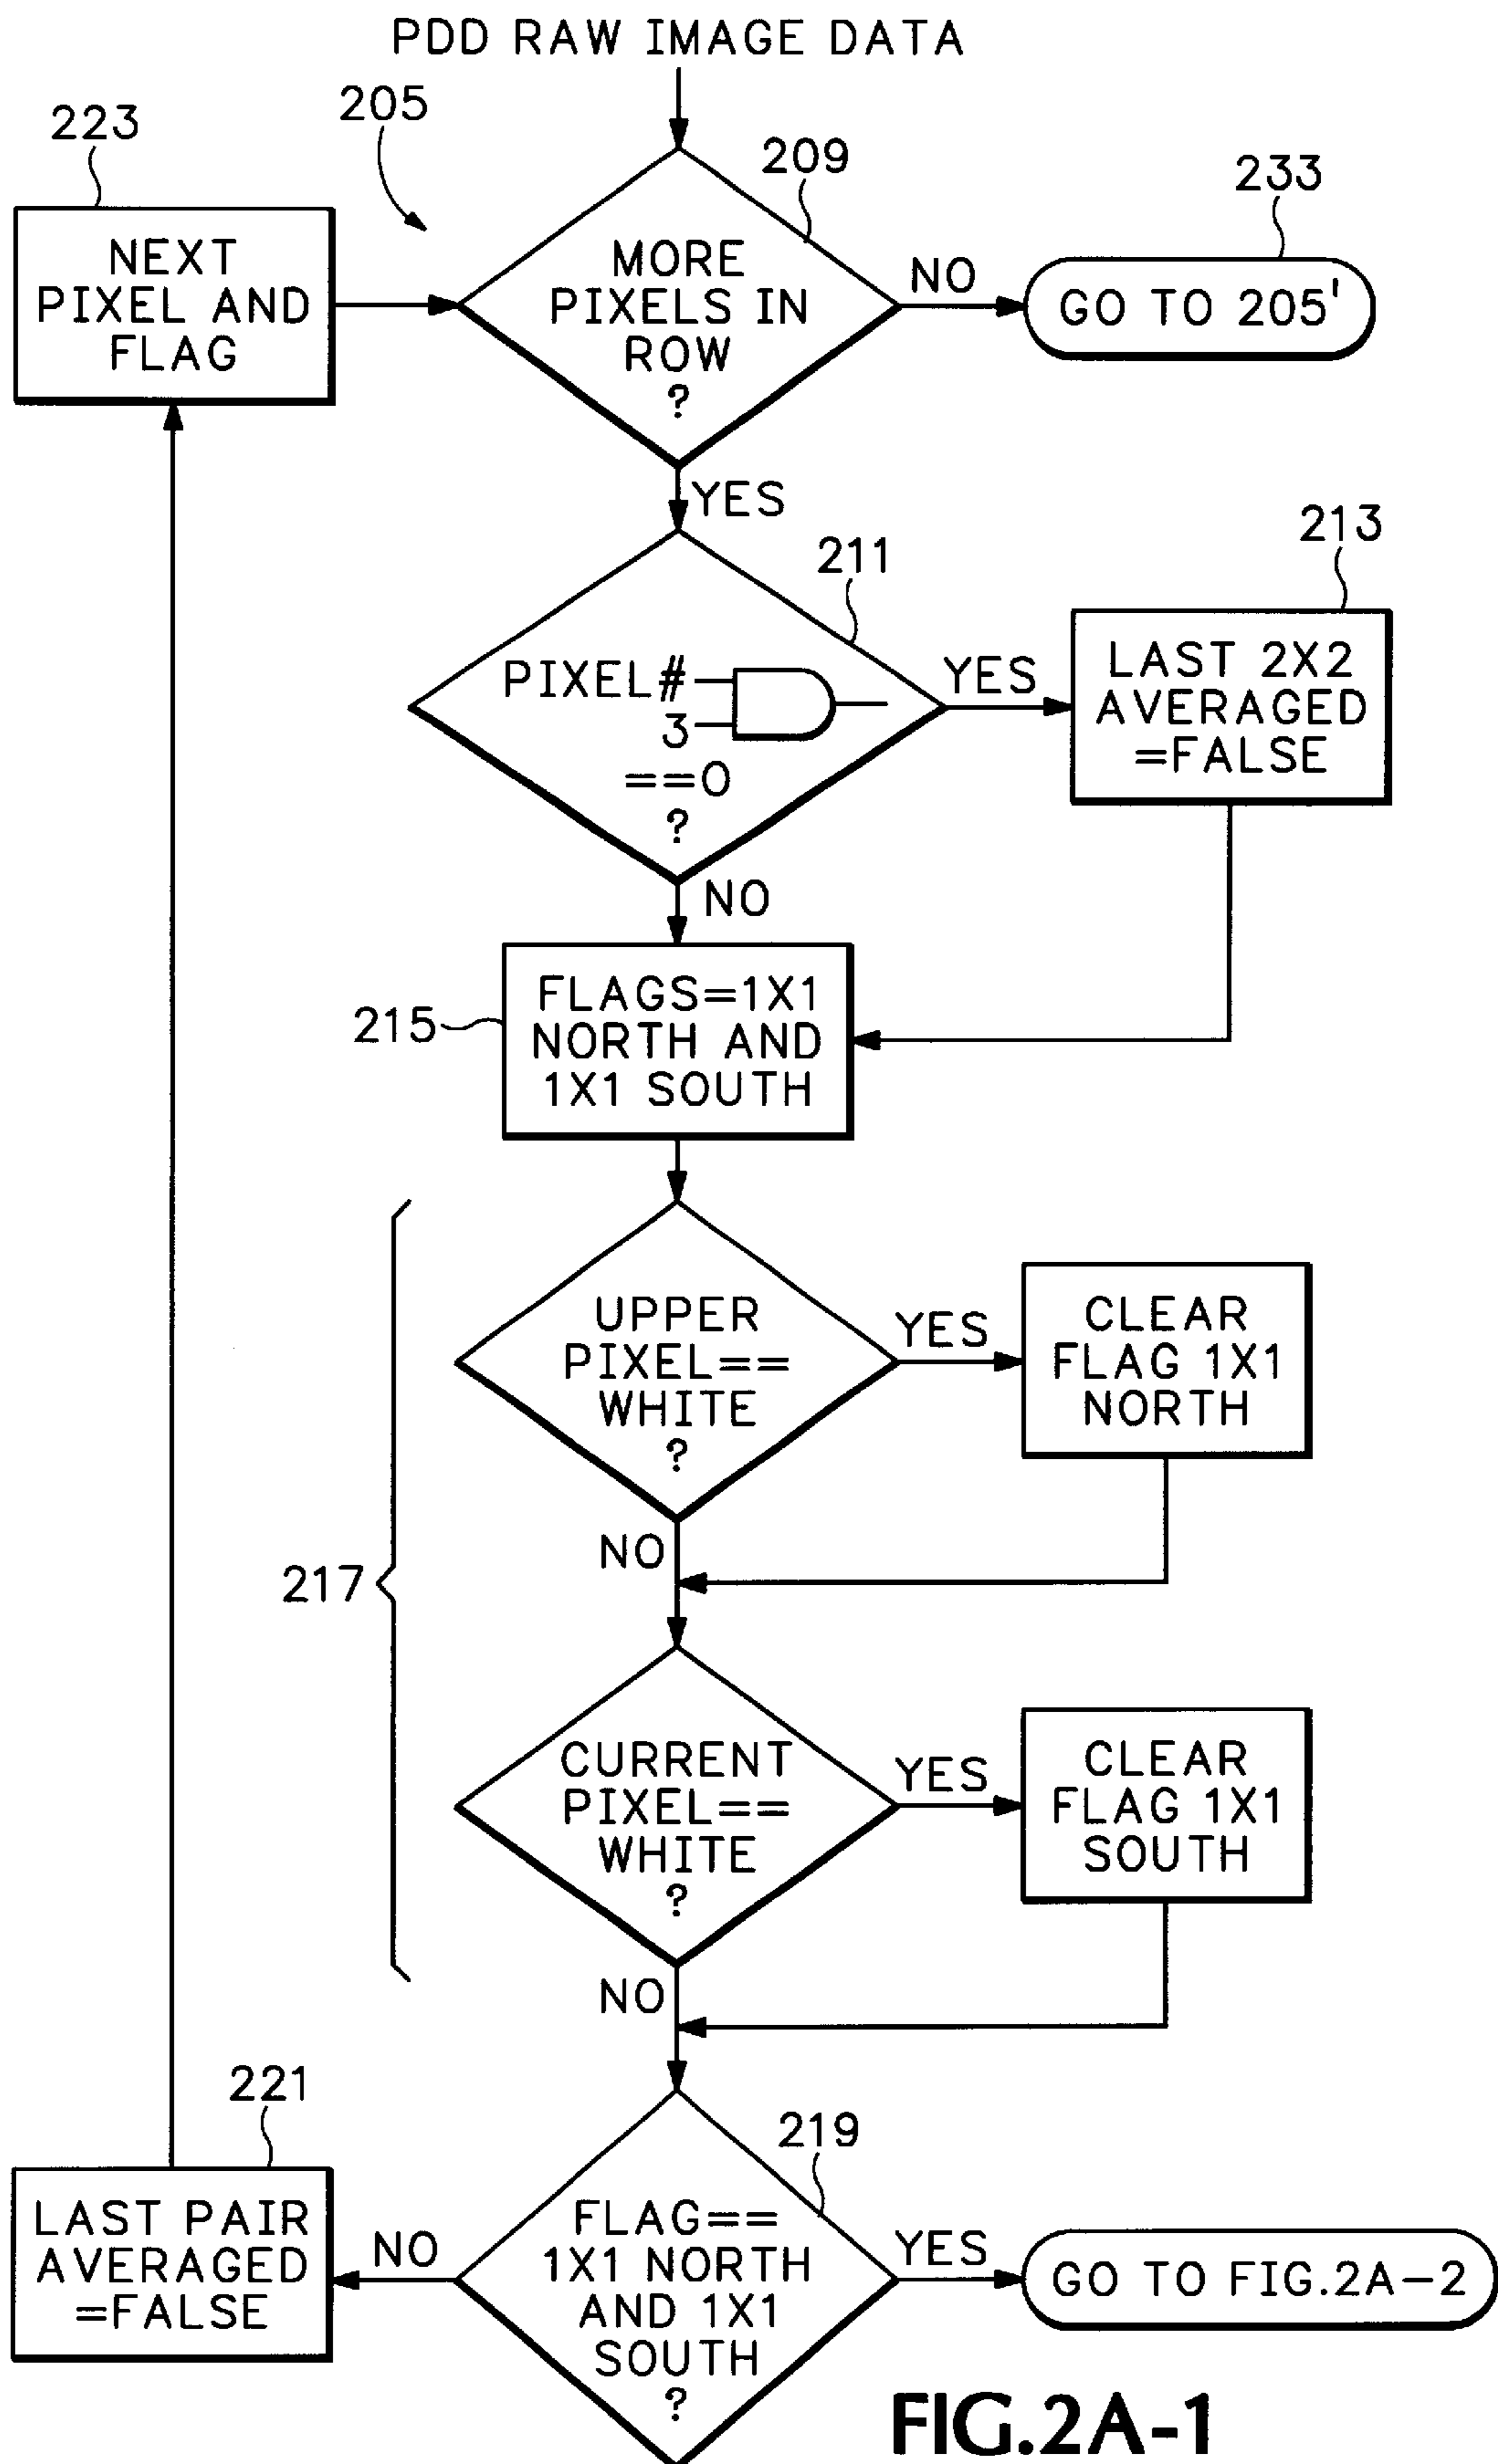 PDD RAW IMAGE DATA
205
223
NEXT
PIXEL AND
FLAG
209
MORE
PIXELS IN
ROW
?
NO
233
GO TO 205'
YES
211
PIXEL#
3
==0
?
YES
213
LAST 2X2
AVERAGED
=FALSE
NO
215
FLAGS=1X1
NORTH AND
1X1 SOUTH
217
UPPER
PIXEL==
WHITE
?
YES
CLEAR
FLAG 1X1
NORTH
NO
CURRENT
PIXEL==
WHITE
?
YES
CLEAR
FLAG 1X1
SOUTH
NO
219
FLAG==
1X1 NORTH
AND 1X1
SOUTH
?
NO
221
LAST PAIR
AVERAGED
=FALSE
YES
GO TO FIG.2A-2
FIG.2A-1